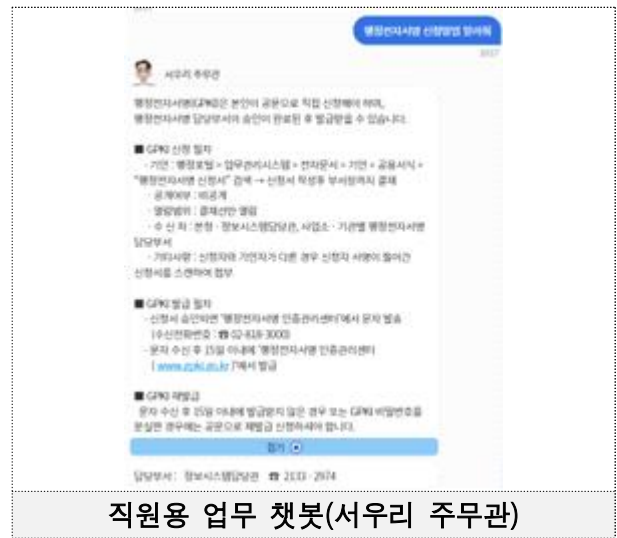 행정전자서명 신청방법 알려줘
서우리 주무관
행정전자서명(GPKI)은 본인이 공문으로 직접 신청해야 하며,
행정전자서명 담당부서의 승인이 완료된 후 발급받을 수 있습니다.
■ GPKI 신청 절차
- 기안 : 행정포털 > 업무관리시스템 > 전자문서 > 기안 > 공용서식 >
"행정전자서명 신청서" 검색 → 신청서 작성후 부서장까지 결재
- 공개여부 : 비공개
- 열람범위 : 결재선만 열람
- 수 신 자 : 본청 - 정보시스템담당관, 사업소 - 기관별 행정전자서명
담당부서
- 기타사항 : 신청자와 기안자가 다른 경우 신청자 서명이 들어간
신청서를 스캔하여 첨부
■ GPKI 발급 절차
- 신청서 승인되면 '행정전자서명 인증관리센터'에서 문자 발송
(수신전화번호 : ☎ 02-818-3000)
- 문자 수신 후 15일 이내에 '행정전자서명 인증관리센터
( www.gpki.go.kr )'에서 발급
■ GPKI 재발급
문자 수신 후 15일 이내에 발급받지 않은 경우 또는 GPKI 비밀번호를
분실한 경우에는 공문으로 재발급 신청하셔야 합니다.
접기
담당부서 : 정보시스템담당관 ☎ 2133 - 2974
직원용 업무 챗봇(서우리 주무관)